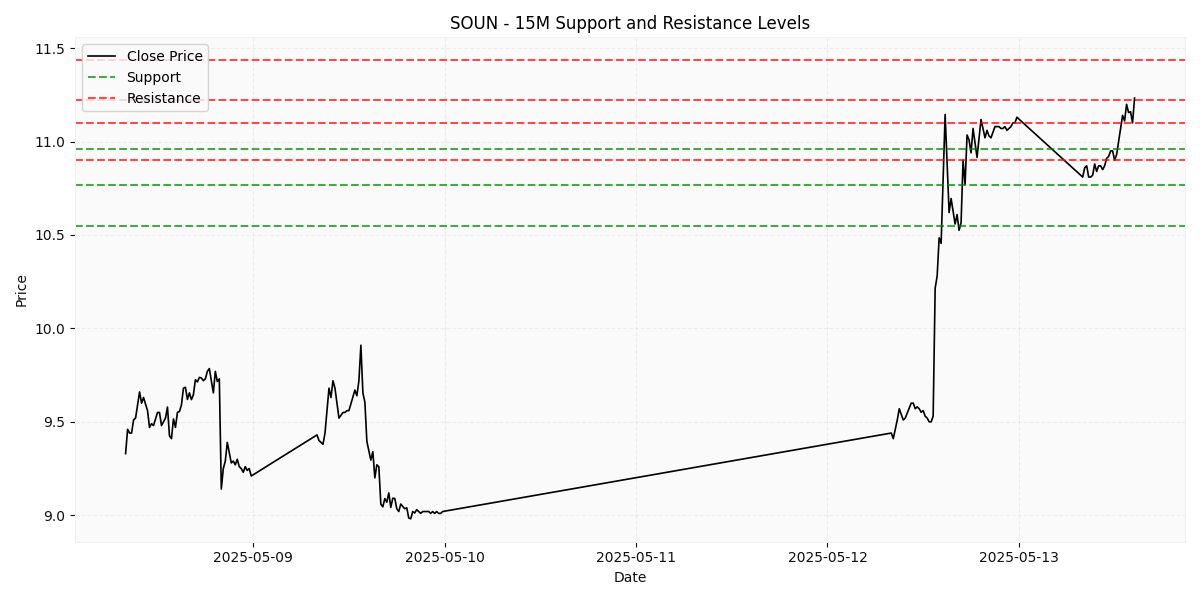 SOUN - 15M Support and Resistance Levels
Close Price
Support
Resistance
11.5
11.0
10.5
10.0
9.5
9.0
Price
2025-05-09
2025-05-10
2025-05-11
2025-05-12
2025-05-13
Date